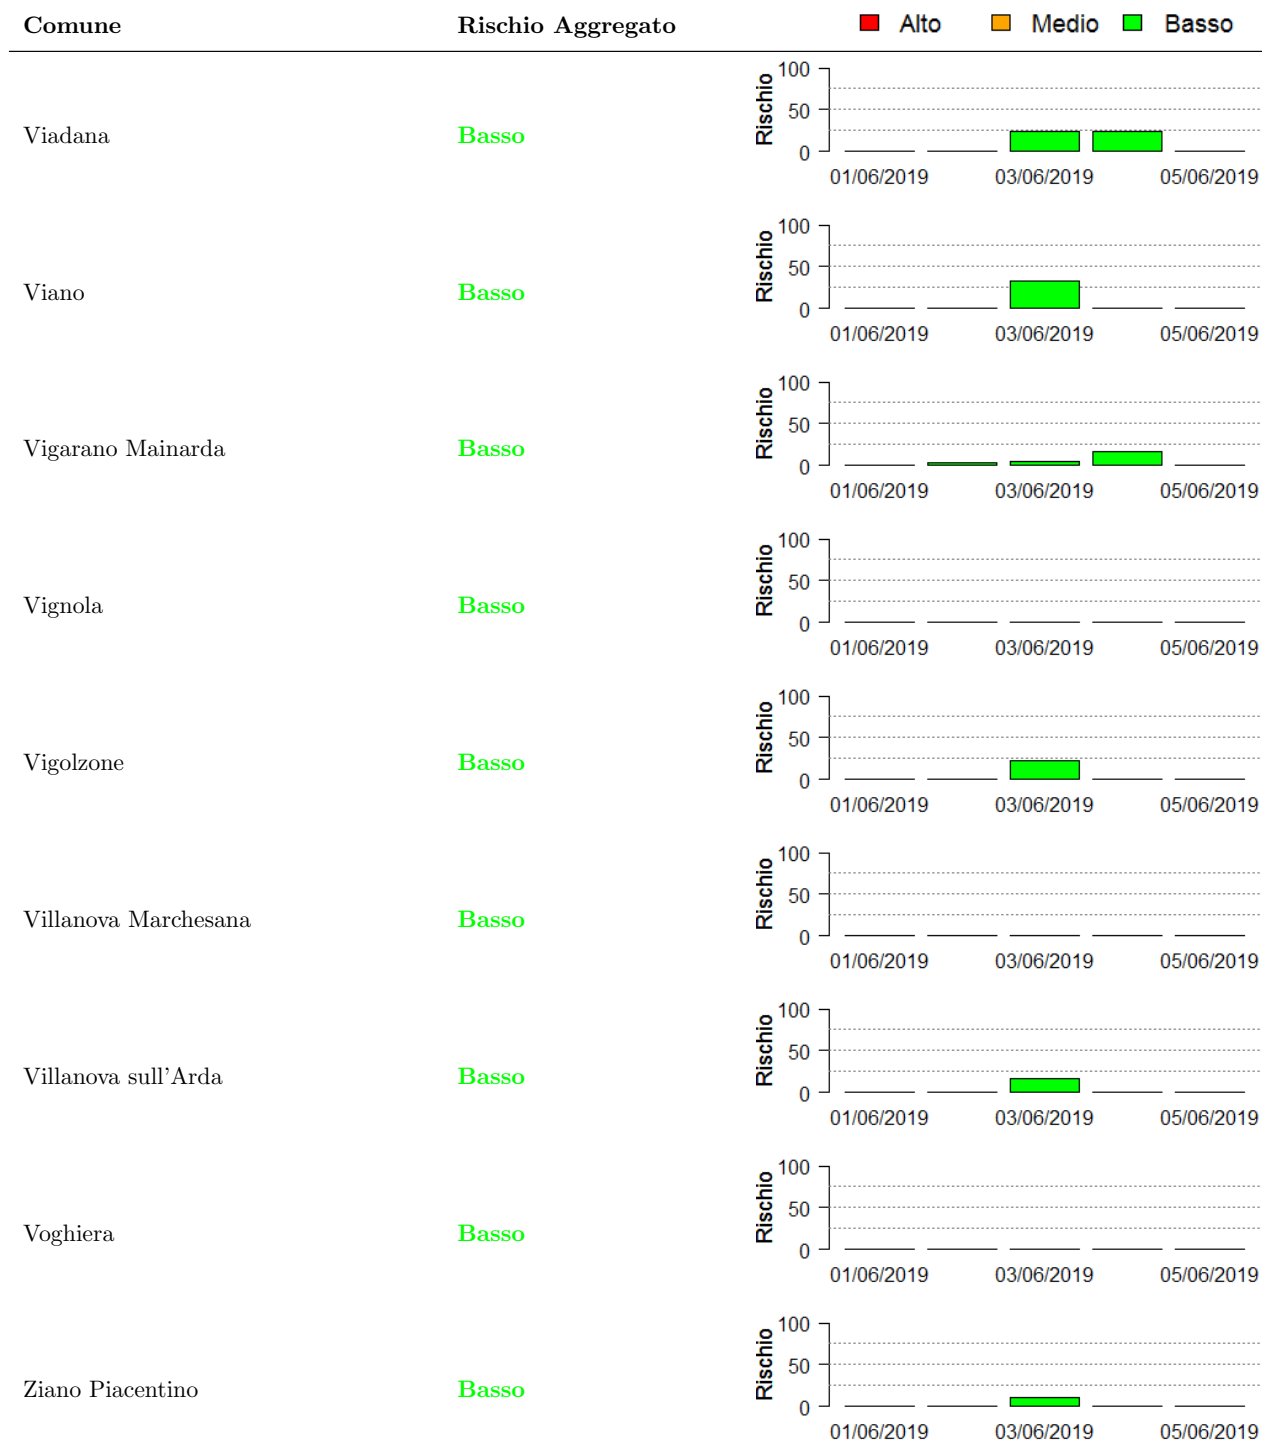 Comune Rischio Aggregato Alto Medio Basso
Viadana Basso Rischio 100 50 0
01/06/2019 03/06/2019 05/06/2019
Viano Basso Rischio 100 50 0
01/06/2019 03/06/2019 05/06/2019
Vigarano Mainarda Basso Rischio 100 50 0
01/06/2019 03/06/2019 05/06/2019
Vignola Basso Rischio 100 50 0
01/06/2019 03/06/2019 05/06/2019
Vigolzone Basso Rischio 100 50 0
01/06/2019 03/06/2019 05/06/2019
Villanova Marchesana Basso Rischio 100 50 0
01/06/2019 03/06/2019 05/06/2019
Villanova sull'Arda Basso Rischio 100 50 0
01/06/2019 03/06/2019 05/06/2019
Voghiera Basso Rischio 100 50 0
01/06/2019 03/06/2019 05/06/2019
Ziano Piacentino Basso Rischio 100 50 0
01/06/2019 03/06/2019 05/06/2019